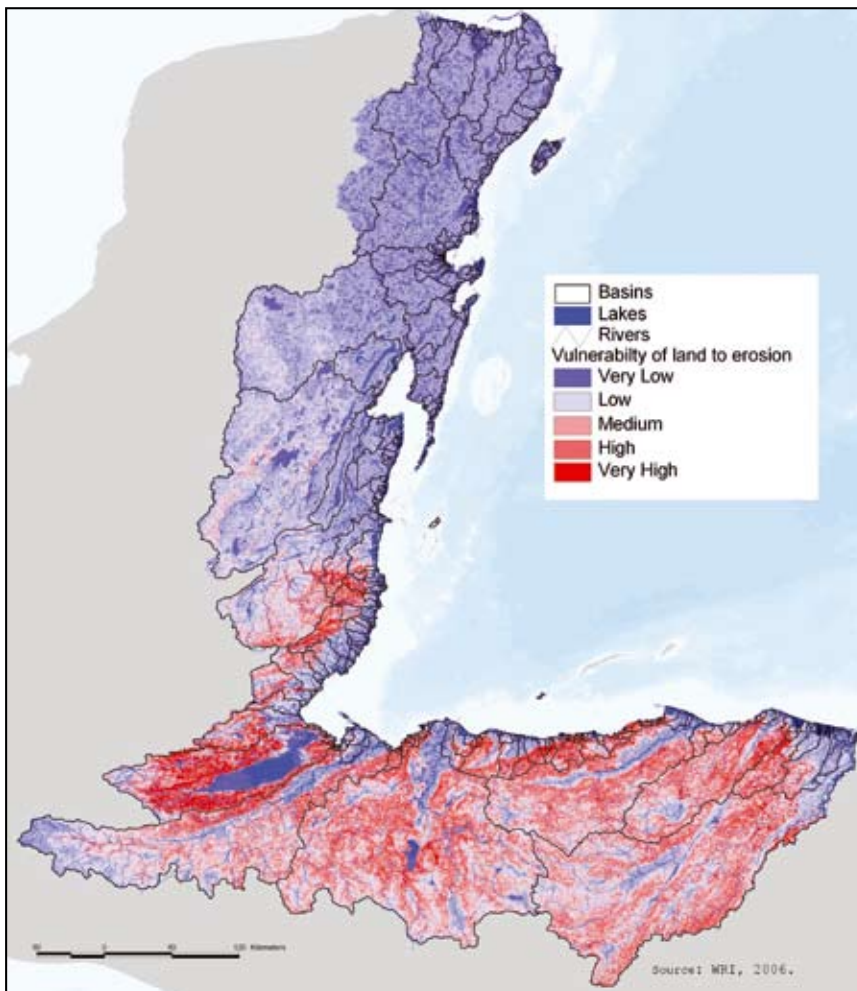 Basins
Lakes
Rivers
Vulnerabilty of land to erosion
Very Low
Low
Medium
High
Very High
120 Kilometers
Source: WRI, 2006.